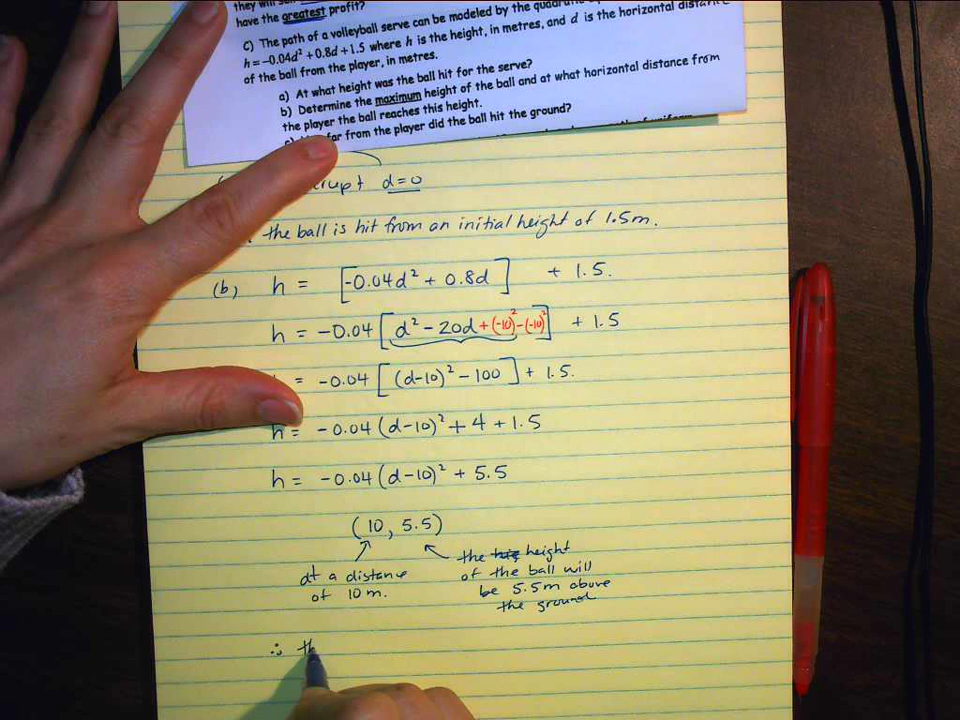 they will
have the greatest profit?
C) The path of a volleyball serve can be modeled by the
h = -0.04d² + 0.8d + 1.5 where h is the height, in metres, and d is the horizontal distance
of the ball from the player, in metres.
a) At what height was the ball hit for the serve?
b) Determine the maximum height of the ball and at what horizontal distance from
the player the ball reaches this height.
far from the player did the ball hit the ground?
d=0
the ball is hit from an initial height of 1.5m.
(b) h = [-0.04d² + 0.8d] + 1.5.
h = -0.04 [d² - 20d + (-10)² - (-10)²] + 1.5
= -0.04 [(d-10)² - 100] + 1.5.
h = -0.04 (d-10)² + 4 + 1.5
h = -0.04 (d-10)² + 5.5
(10, 5.5)
at a distance
of 10 m.
the height
of the ball will
be 5.5m above
the ground
∴ th